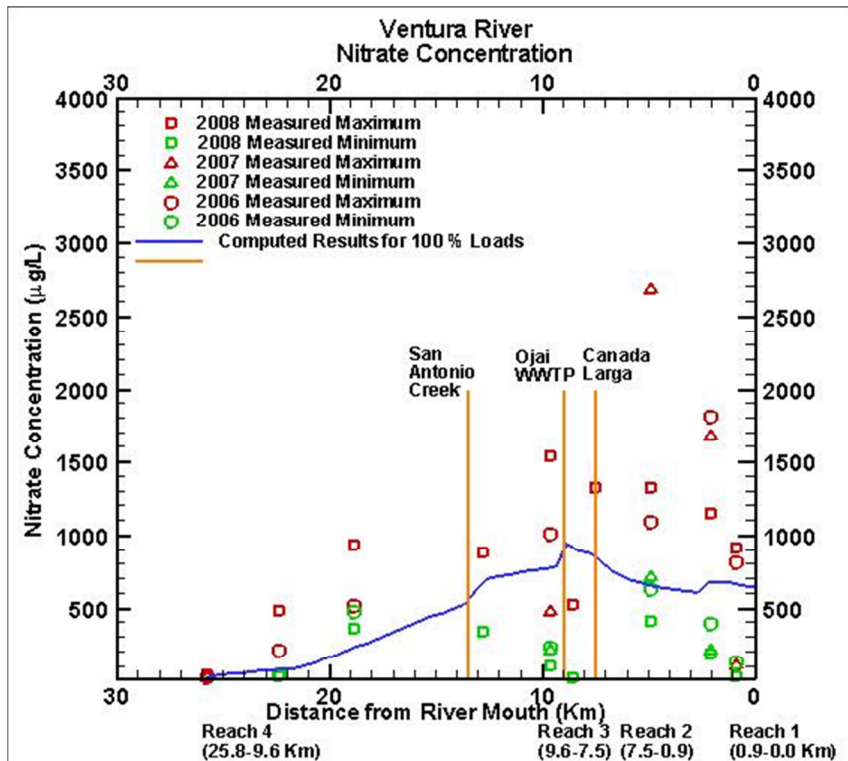 Ventura River
Nitrate Concentration
30 20 10 0
4000 4000
2008 Measured Maximum
2008 Measured Minimum
3500 3500
2007 Measured Maximum
2007 Measured Minimum
2006 Measured Maximum
2006 Measured Minimum
3000 3000
Computed Results for 100 % Loads
Nitrate Concentration (μg/L)
2500 2500
San
Antonio
Creek
Ojai
WWTP
Canada
Larga
2000 2000
1500 1500
1000 1000
500 500
30 20 10 0
Distance from River Mouth (Km)
Reach 4
(25.8-9.6 Km)
Reach 3
(9.6-7.5)
Reach 2
(7.5-0.9)
Reach 1
(0.9-0.0 Km)